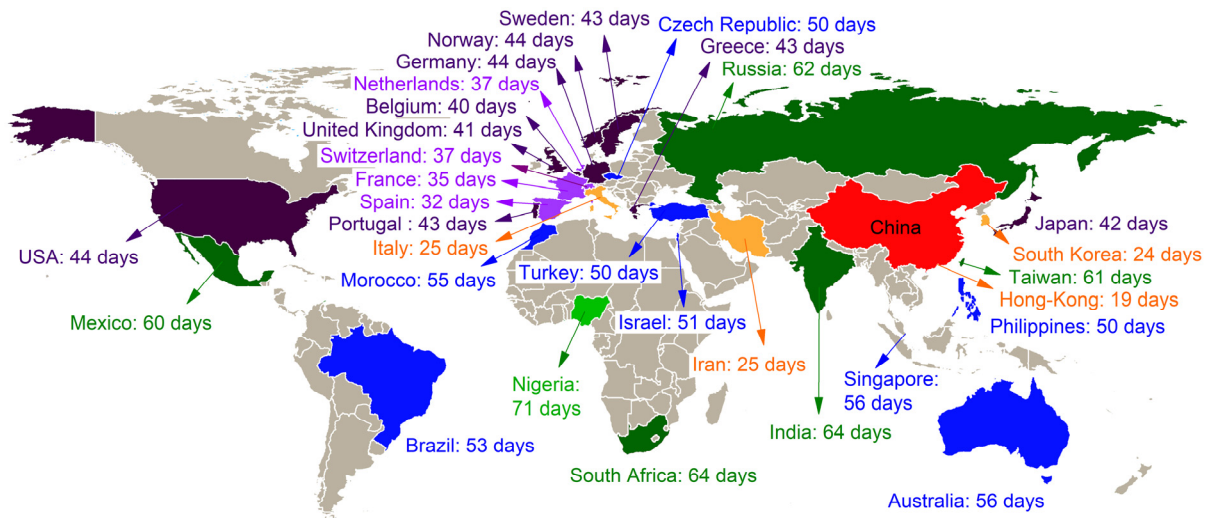 Sweden: 43 days
Czech Republic: 50 days
Norway: 44 days
Greece: 43 days
Germany: 44 days
Russia: 62 days
Netherlands: 37 days
Belgium: 40 days
United Kingdom: 41 days
Switzerland: 37 days
France: 35 days
Spain: 32 days
Portugal : 43 days
China
Japan: 42 days
Italy: 25 days
South Korea: 24 days
USA: 44 days
Morocco: 55 days
Turkey: 50 days
Taiwan: 61 days
Hong-Kong: 19 days
Mexico: 60 days
Israel: 51 days
Philippines: 50 days
Iran: 25 days
Nigeria:
71 days
Singapore:
56 days
Brazil: 53 days
India: 64 days
South Africa: 64 days
Australia: 56 days